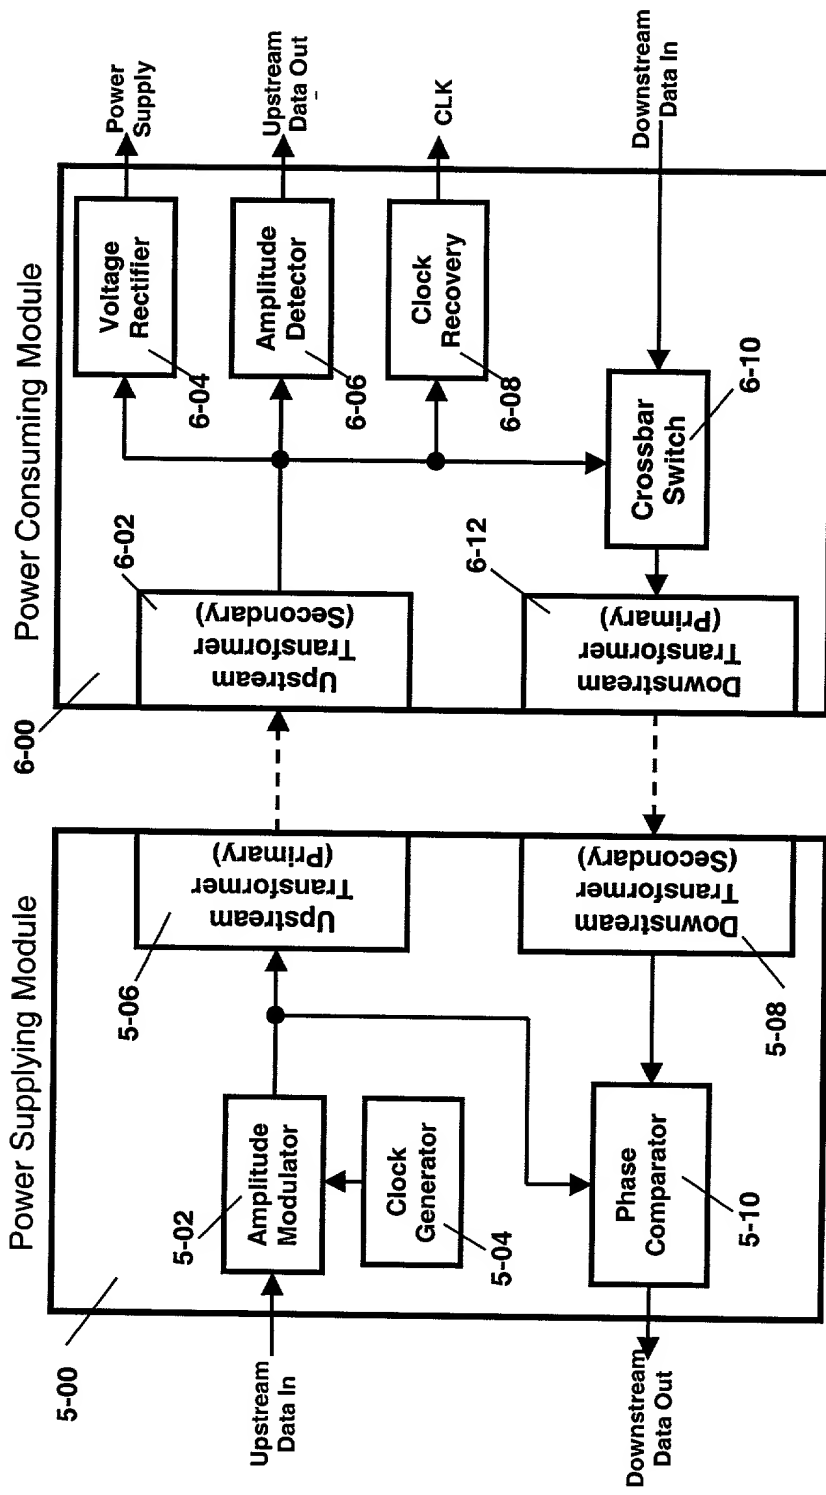 Power Supplying Module
Power Consuming Module
5-00
6-00
Upstream
Data In
5-02
Amplitude
Modulator
Clock
Generator
5-04
5-06
Upstream
Transformer
(Primary)
Downstream
Transformer
(Secondary)
5-08
Phase
Comparator
5-10
Downstream
Data Out
6-02
Upstream
Transformer
(Secondary)
6-12
Downstream
Transformer
(Primary)
Voltage
Rectifier
6-04
Power
Supply
Amplitude
Detector
6-06
Upstream
Data Out
Clock
Recovery
6-08
CLK
Crossbar
Switch
6-10
Downstream
Data In